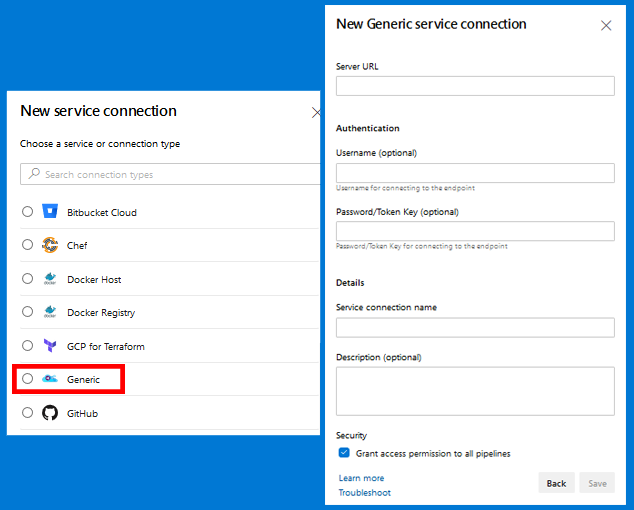 New service connection
Choose a service or connection type
Search connection types
Bitbucket Cloud
Chef
Docker Host
Docker Registry
GCP for Terraform
Generic
GitHub
New Generic service connection
Server URL
Authentication
Username (optional)
Username for connecting to the endpoint
Password/Token Key (optional)
Password/Token Key for connecting to the endpoint
Details
Service connection name
Description (optional)
Security
Grant access permission to all pipelines
Learn more
Troubleshoot
Back
Save